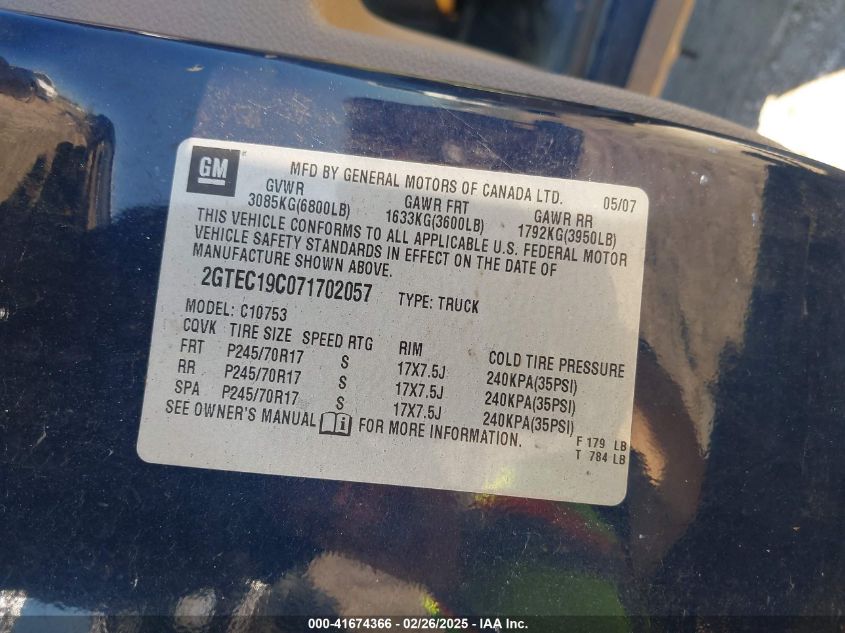 GM
MFD BY GENERAL MOTORS OF CANADA LTD. 05/07
GVWR GAWR FRT GAWR RR
3085KG(6800LB) 1633KG(3600LB) 1792KG(3950LB)
THIS VEHICLE CONFORMS TO ALL APPLICABLE U.S. FEDERAL MOTOR
VEHICLE SAFETY STANDARDS IN EFFECT ON THE DATE OF
MANUFACTURE SHOWN ABOVE.
2GTEC19C071702057 TYPE: TRUCK
MODEL: C10753
CQVK TIRE SIZE SPEED RTG RIM COLD TIRE PRESSURE
FRT P245/70R17 S 17X7.5J 240KPA(35PSI)
RR P245/70R17 S 17X7.5J 240KPA(35PSI)
SPA P245/70R17 S 17X7.5J 240KPA(35PSI)
SEE OWNER'S MANUAL i FOR MORE INFORMATION.
F 179 LB
T 784 LB
000-41674366 - 02/26/2025 - IAA Inc.